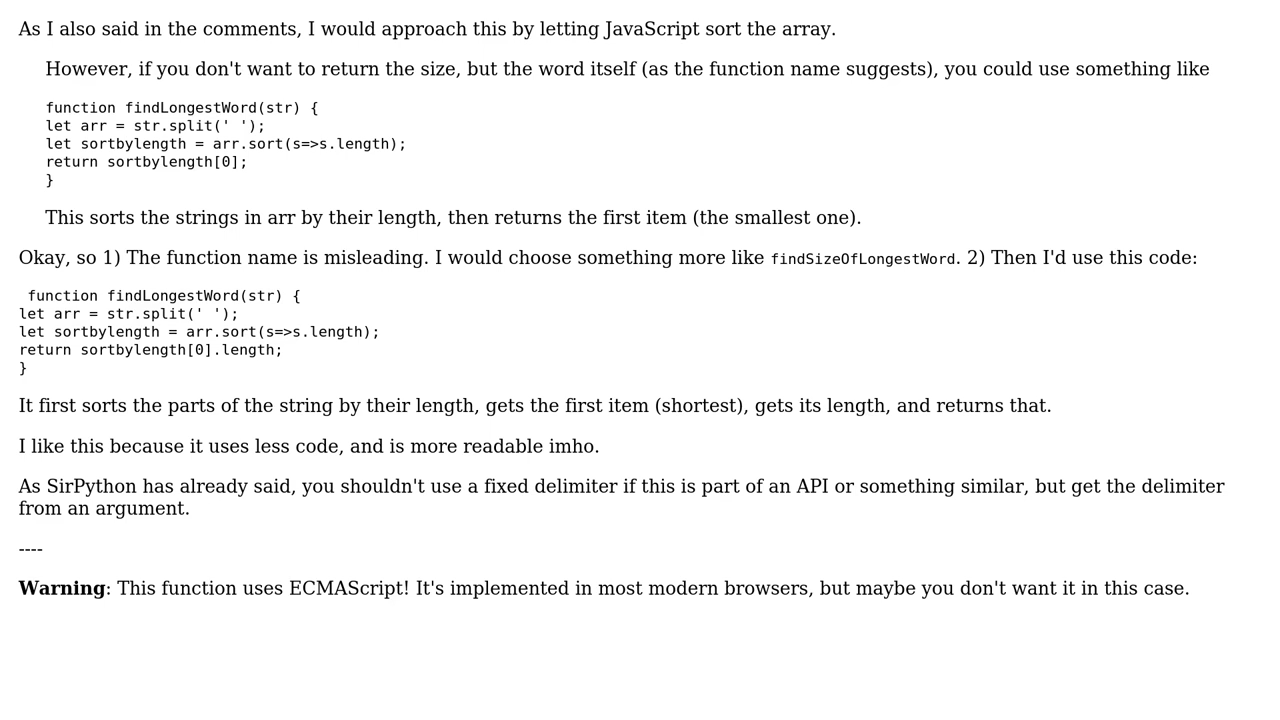 As I also said in the comments, I would approach this by letting JavaScript sort the array.
However, if you don't want to return the size, but the word itself (as the function name suggests), you could use something like
function findLongestWord(str) {
let arr = str.split(' ');
let sortbylength = arr.sort(s=>s.length);
return sortbylength[0];
}
This sorts the strings in arr by their length, then returns the first item (the smallest one).
Okay, so 1) The function name is misleading. I would choose something more like findSizeOfLongestWord. 2) Then I'd use this code:
function findLongestWord(str) {
let arr = str.split(' ');
let sortbylength = arr.sort(s=>s.length);
return sortbylength[0].length;
}
It first sorts the parts of the string by their length, gets the first item (shortest), gets its length, and returns that.
I like this because it uses less code, and is more readable imho.
As SirPython has already said, you shouldn't use a fixed delimiter if this is part of an API or something similar, but get the delimiter
from an argument.
----
Warning: This function uses ECMAScript! It's implemented in most modern browsers, but maybe you don't want it in this case.